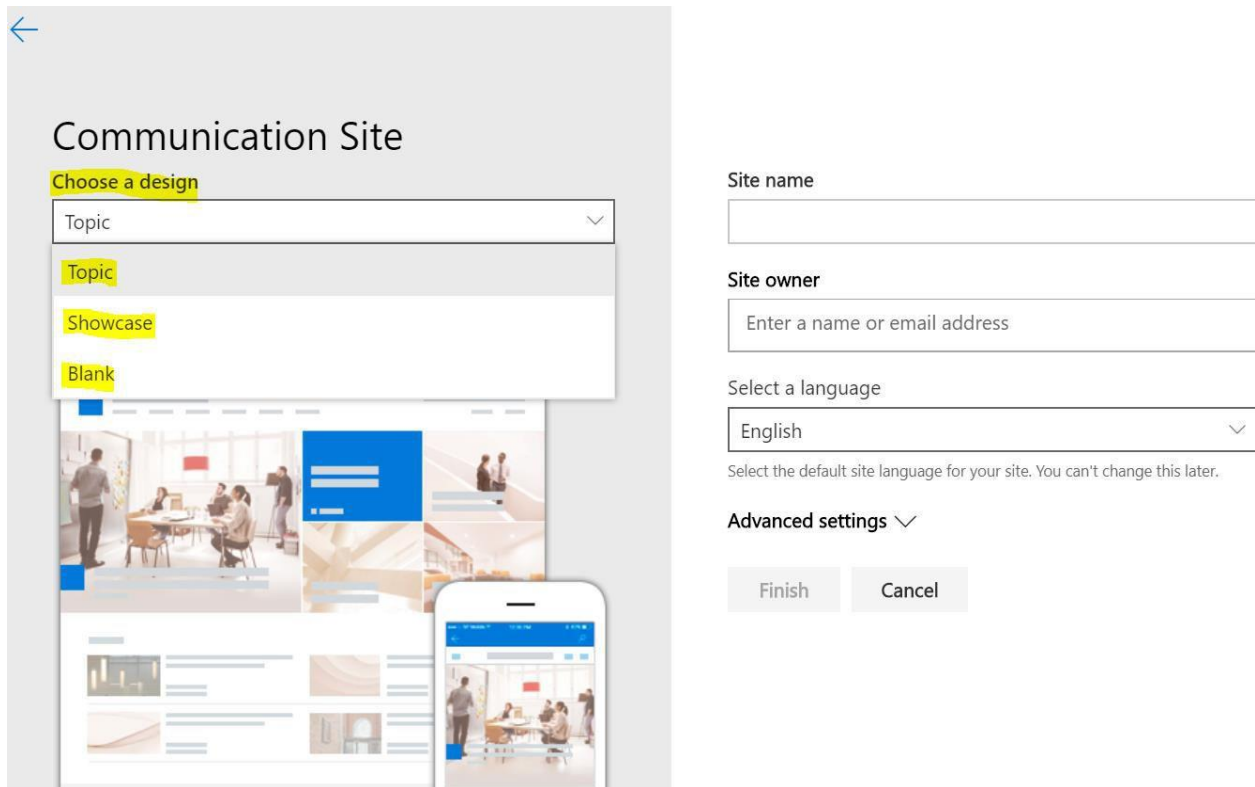 Communication Site
Choose a design
Topic
Topic
Showcase
Blank
Site name
Site owner
Enter a name or email address
Select a language
English
Select the default site language for your site. You can't change this later.
Advanced settings
Finish
Cancel